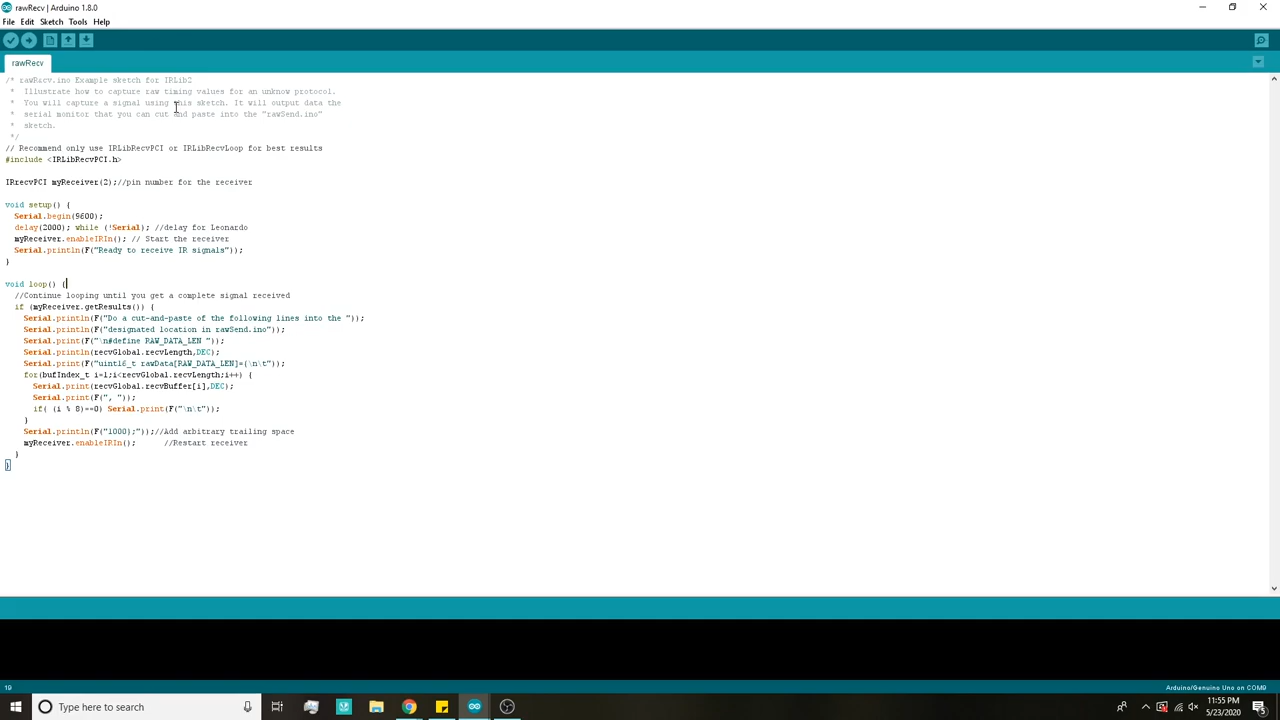 rawRecv | Arduino 1.8.0
File Edit Sketch Tools Help
rawRecv
/* rawRecv.ino Example sketch for IRLib2
* Illustrate how to capture raw timing values for an unknow protocol.
* You will capture a signal using this sketch. It will output data the
* serial monitor that you can cut and paste into the "rawSend.ino"
* sketch.
*/
// Recommend only use IRLibRecvPCI or IRLibRecvLoop for best results
#include <IRLibRecvPCI.h>
IRrecvPCI myReceiver(2);//pin number for the receiver
void setup() {
Serial.begin(9600);
delay(2000); while (!Serial); //delay for Leonardo
myReceiver.enableIRIn(); // Start the receiver
Serial.println(F("Ready to receive IR signals"));
}
void loop() {
//Continue looping until you get a complete signal received
if (myReceiver.getResults()) {
Serial.println(F("Do a cut-and-paste of the following lines into the "));
Serial.println(F("designated location in rawSend.ino"));
Serial.print(F("\n#define RAW_DATA_LEN "));
Serial.println(recvGlobal.recvLength,DEC);
Serial.print(F("uint16_t rawData[RAW_DATA_LEN]={\n\t"));
for(bufIndex_t i=1;i<recvGlobal.recvLength;i++) {
Serial.print(recvGlobal.recvBuffer[i],DEC);
Serial.print(F(", "));
if( (i % 8)==0) Serial.print(F("\n\t"));
}
Serial.println(F("1000};"));//Add arbitrary trailing space
myReceiver.enableIRIn(); //Restart receiver
}
}
19
Arduino/Genuino Uno on COM9
Type here to search
11:55 PM
5/23/2020